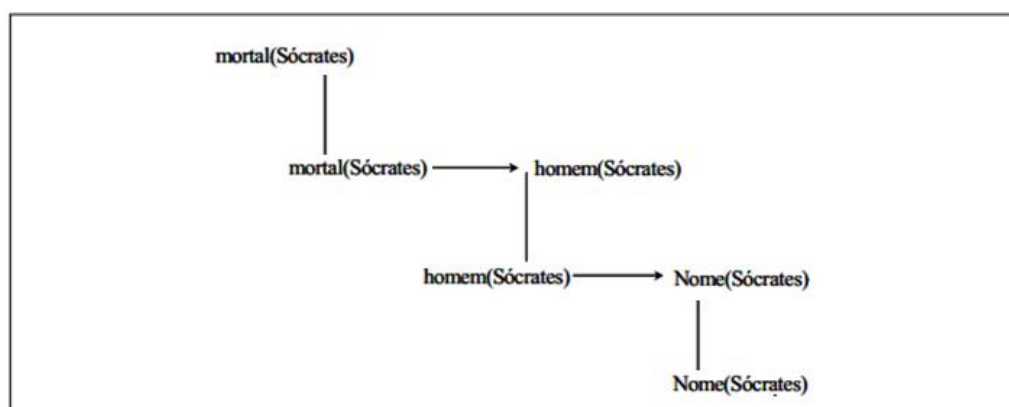 mortal(Sócrates)
mortal(Sócrates) homem(Sócrates)
homem(Sócrates) Nome(Sócrates)
Nome(Sócrates)